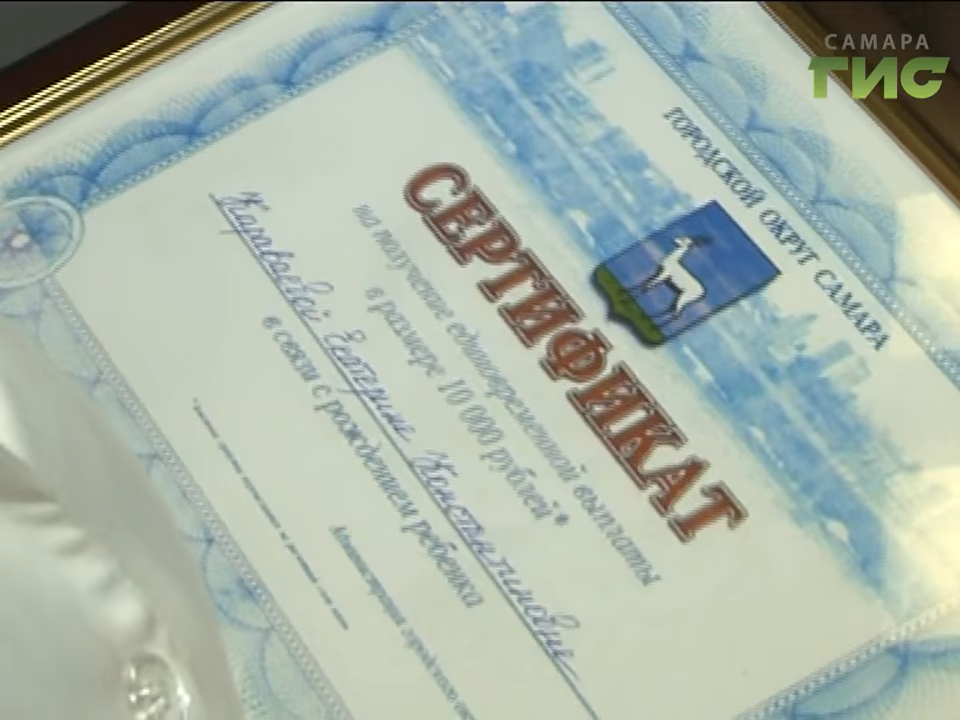 САМАРА
ГИС
ГОРОДСКОЙ ОКРУГ САМАРА
СЕРТИФИКАТ
на получение единовременной выплаты
в размере 10 000 рублей*
Караваевой Екатерине Константиновне
в связи с рождением ребенка